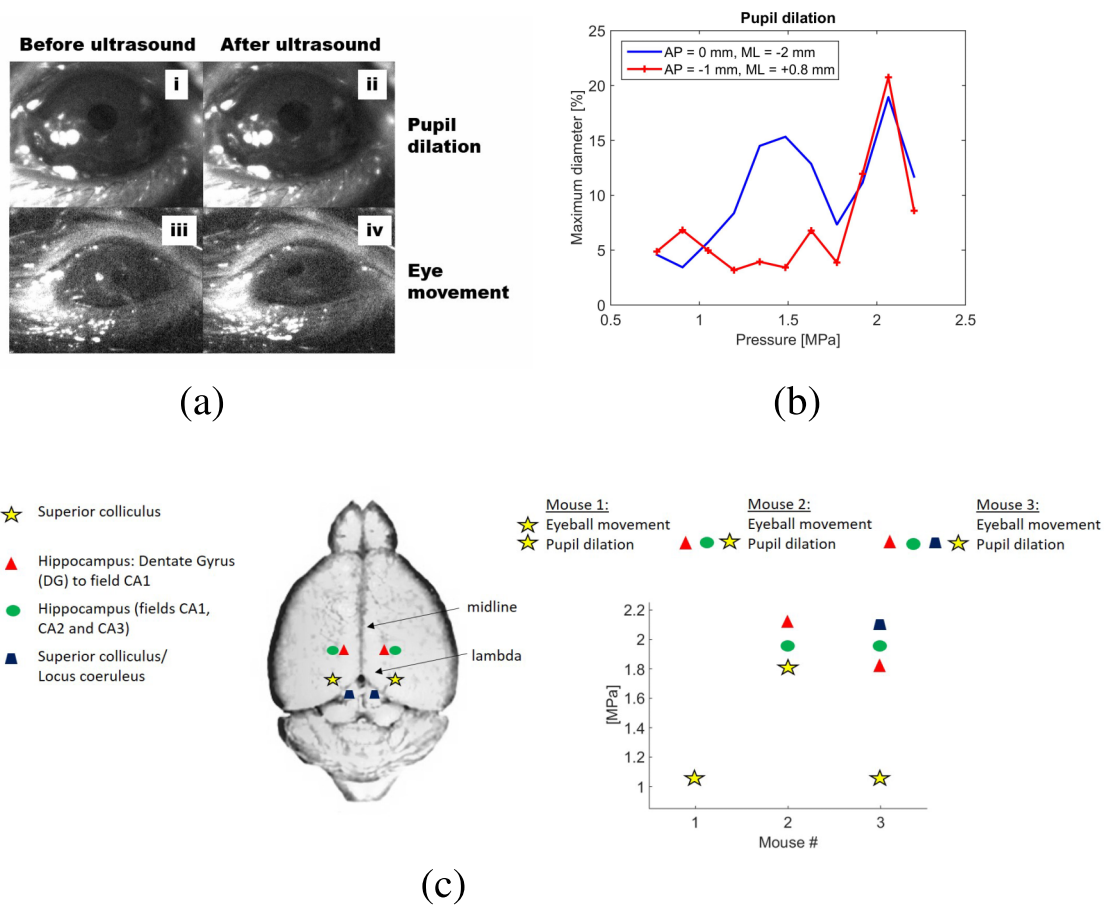 Before ultrasound
After ultrasound
i
ii
Pupil
dilation
iii
iv
Eye
movement
(a)
Pupil dilation
AP = 0 mm, ML = -2 mm
AP = -1 mm, ML = +0.8 mm
Maximum diameter [%]
25
20
15
10
5
0
0.5
1
1.5
2
2.5
Pressure [MPa]
(b)
Superior colliculus
Hippocampus: Dentate Gyrus
(DG) to field CA1
Hippocampus (fields CA1,
CA2 and CA3)
Superior colliculus/
Locus coeruleus
midline
lambda
Mouse 1:
Eyeball movement
Pupil dilation
Mouse 2:
Eyeball movement
Pupil dilation
Mouse 3:
Eyeball movement
Pupil dilation
[MPa]
2.2
2
1.8
1.6
1.4
1.2
1
1
2
3
Mouse #
(c)